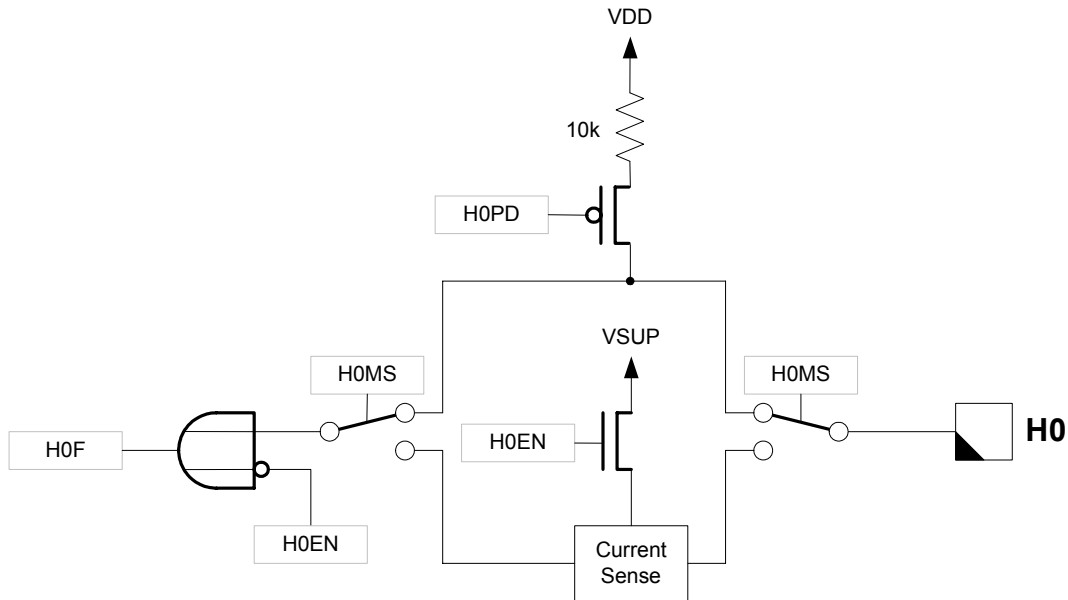 VDD
10k
H0PD
VSUP
H0MS
H0MS
H0F
H0EN
H0
H0EN
Current
Sense